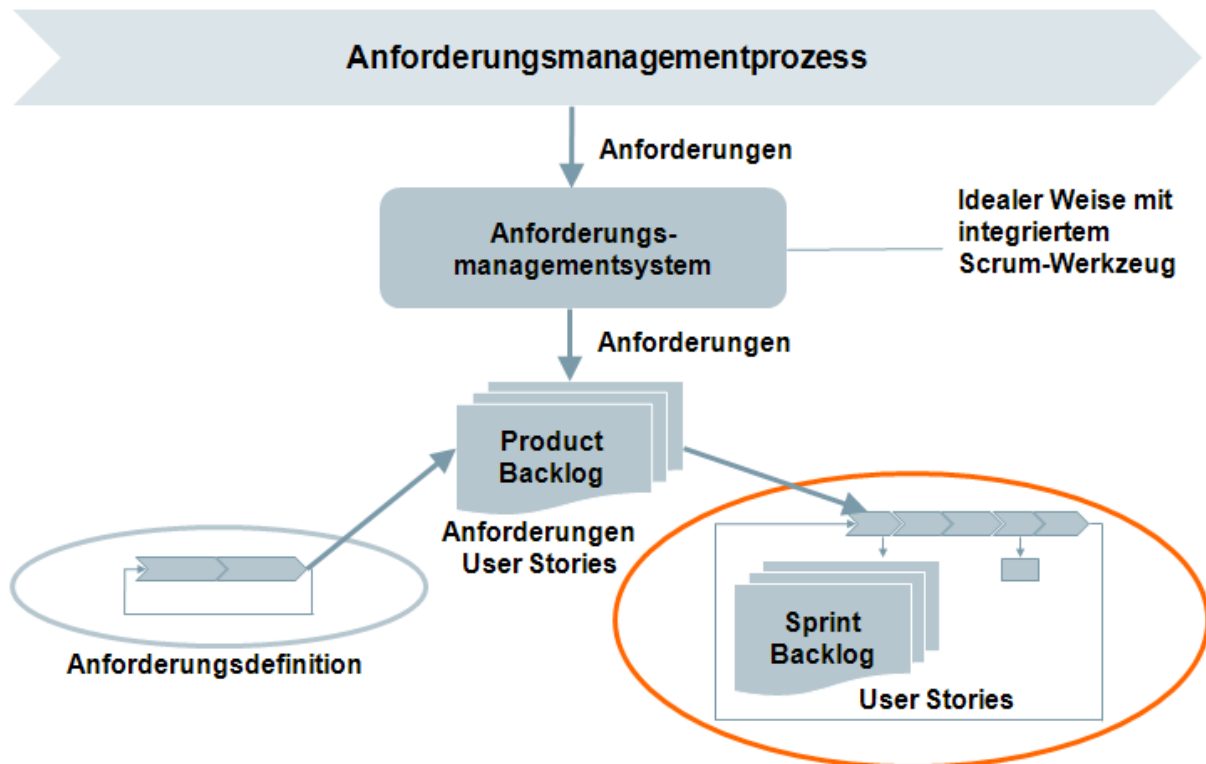 Anforderungsmanagementprozess
Anforderungen
Anforderungs-
managementsystem
Idealer Weise mit
integriertem
Scrum-Werkzeug
Anforderungen
Product
Backlog
Anforderungen
User Stories
Anforderungsdefinition
Sprint
Backlog
User Stories